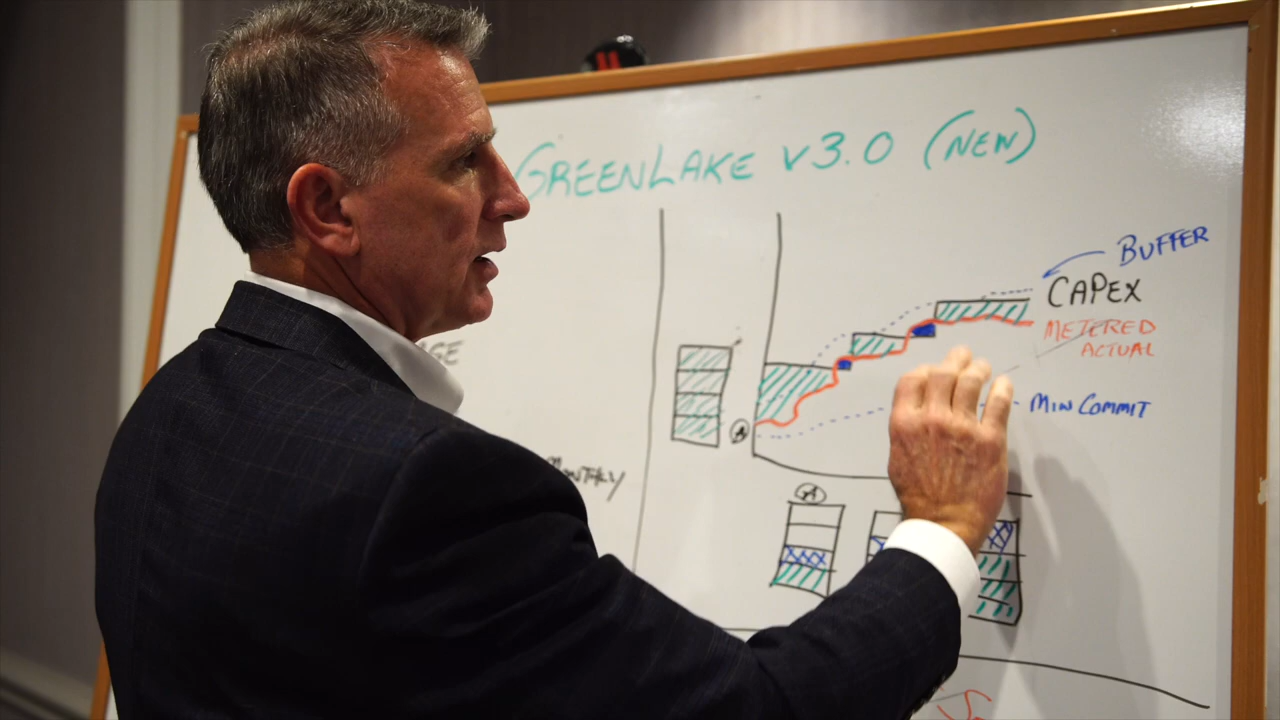 GREENLAKE V3.0 (NEW)
BUFFER
CAPEX
METERED
ACTUAL
MIN COMMIT
A
MONTHLY
A